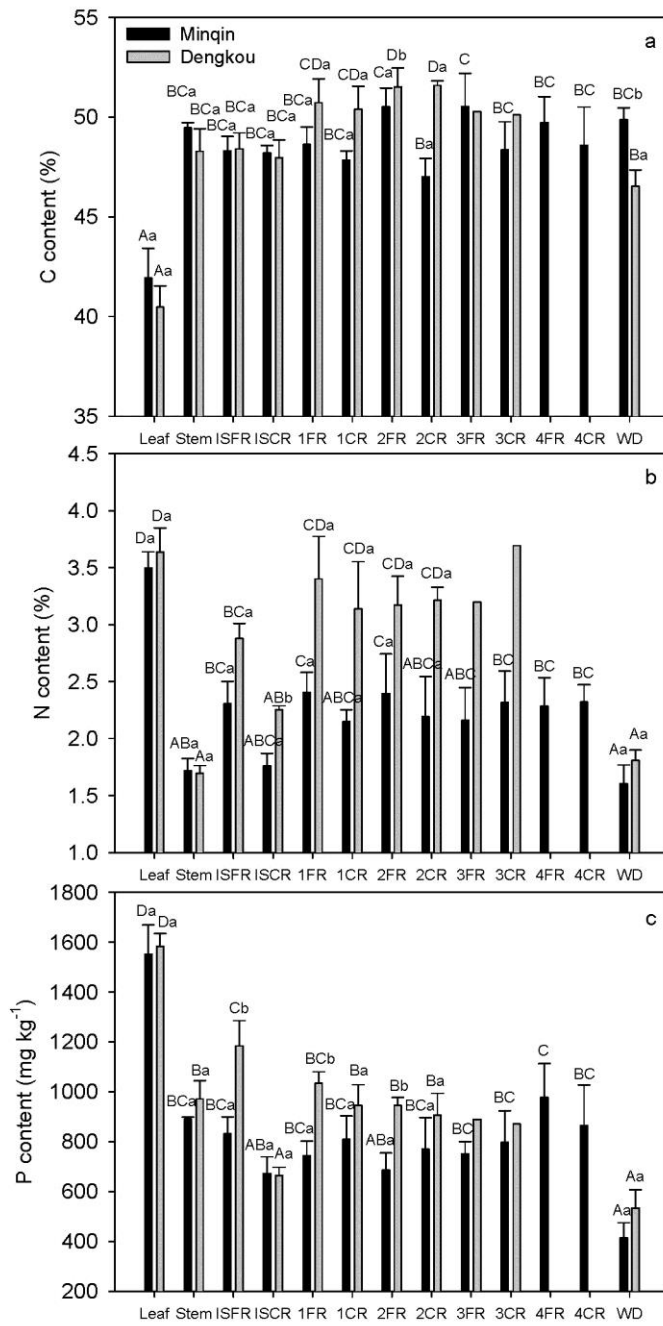 Minqin
Dengkou
a
C content (%)
55
50
45
40
35
Aa
Aa
BCa
BCa
BCa
BCa
BCa
BCa
BCa
CDa
BCa
CDa
Ca
Db
Ba
Da
C
BC
BC
BC
BCb
Ba
Leaf Stem ISFR ISCR 1FR 1CR 2FR 2CR 3FR 3CR 4FR 4CR WD
b
N content (%)
4.5
4.0
3.5
3.0
2.5
2.0
1.5
1.0
Da
Da
ABa
Aa
BCa
BCa
ABCa
ABb
Ca
CDa
ABCa
CDa
Ca
CDa
ABCa
CDa
ABC
BC
BC
BC
Aa
Aa
Leaf Stem ISFR ISCR 1FR 1CR 2FR 2CR 3FR 3CR 4FR 4CR WD
c
P content (mg kg⁻¹)
1800
1600
1400
1200
1000
800
600
400
200
Da
Da
BCa
Ba
BCa
Cb
ABa
Aa
BCa
BCb
BCa
Ba
ABa
Bb
BCa
Ba
BC
BC
C
BC
Aa
Aa
Leaf Stem ISFR ISCR 1FR 1CR 2FR 2CR 3FR 3CR 4FR 4CR WD